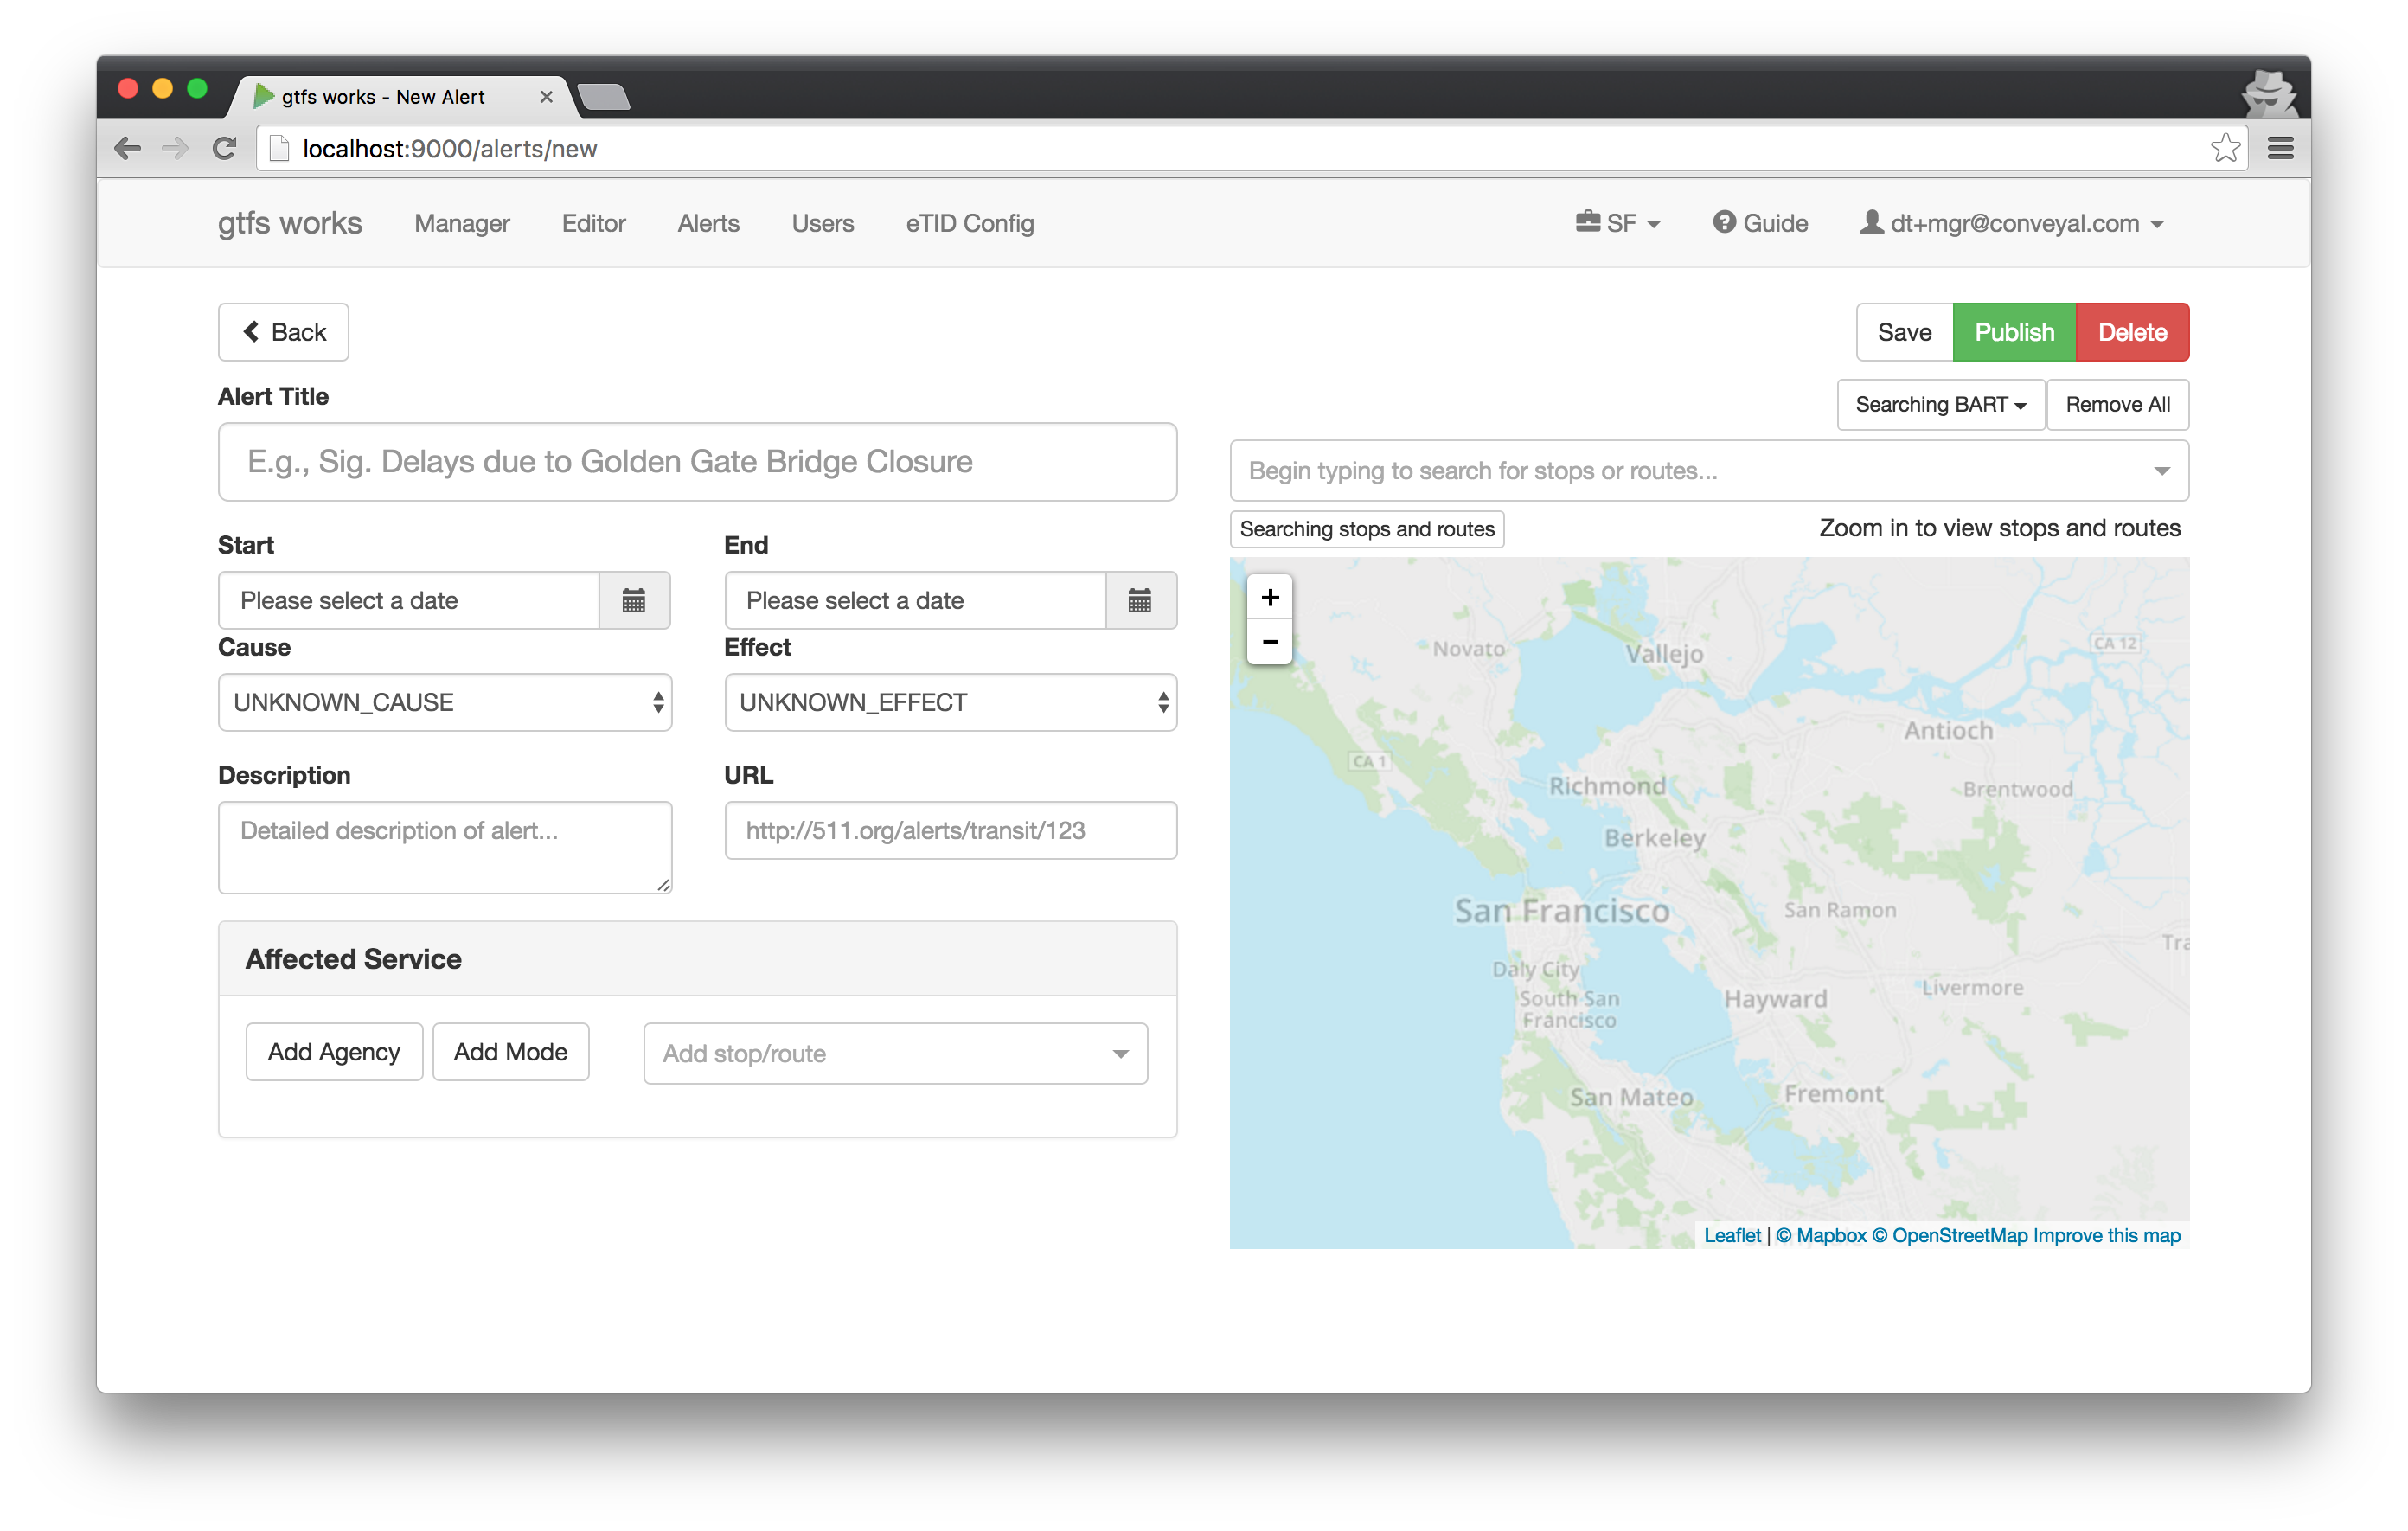 gtfs works - New Alert
localhost:9000/alerts/new
gtfs works Manager Editor Alerts Users eTID Config SF Guide dt+mgr@conveyal.com
Back
Save Publish Delete
Alert Title
Searching BART Remove All
E.g., Sig. Delays due to Golden Gate Bridge Closure
Begin typing to search for stops or routes...
Searching stops and routes
Zoom in to view stops and routes
Start
End
Please select a date
Please select a date
Cause
Effect
UNKNOWN_CAUSE
UNKNOWN_EFFECT
Description
URL
Detailed description of alert...
http://511.org/alerts/transit/123
Affected Service
Add Agency
Add Mode
Add stop/route
+
−
Novato
Vallejo
CA 12
Antioch
CA 1
Richmond
Brentwood
Berkeley
San Francisco
San Ramon
Tra
Daly City
South San
Francisco
Hayward
Livermore
San Mateo
Fremont
Leaflet | © Mapbox © OpenStreetMap Improve this map